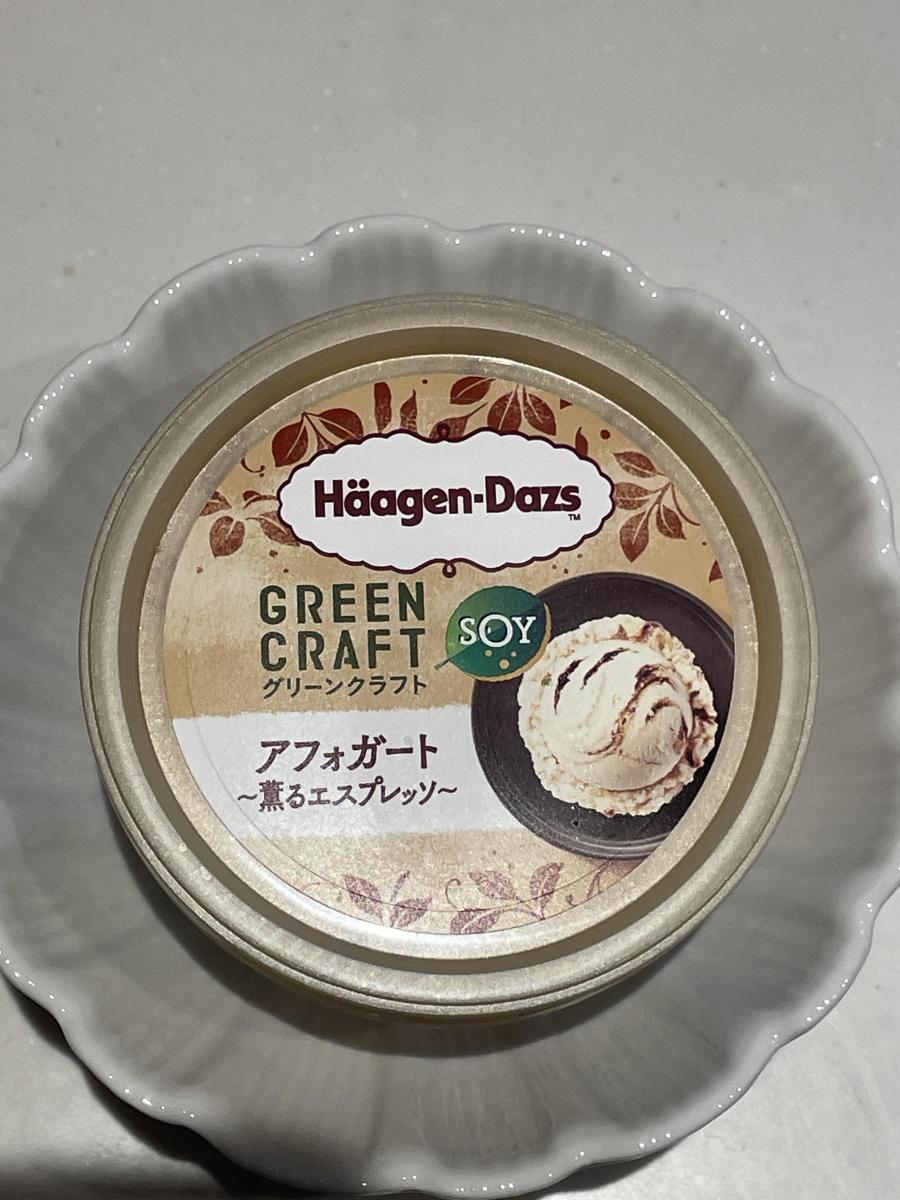 Häagen-Dazs
TM
GREEN
CRAFT
SOY
グリーンクラフト
アフォガート
~薫るエスプレッソ~